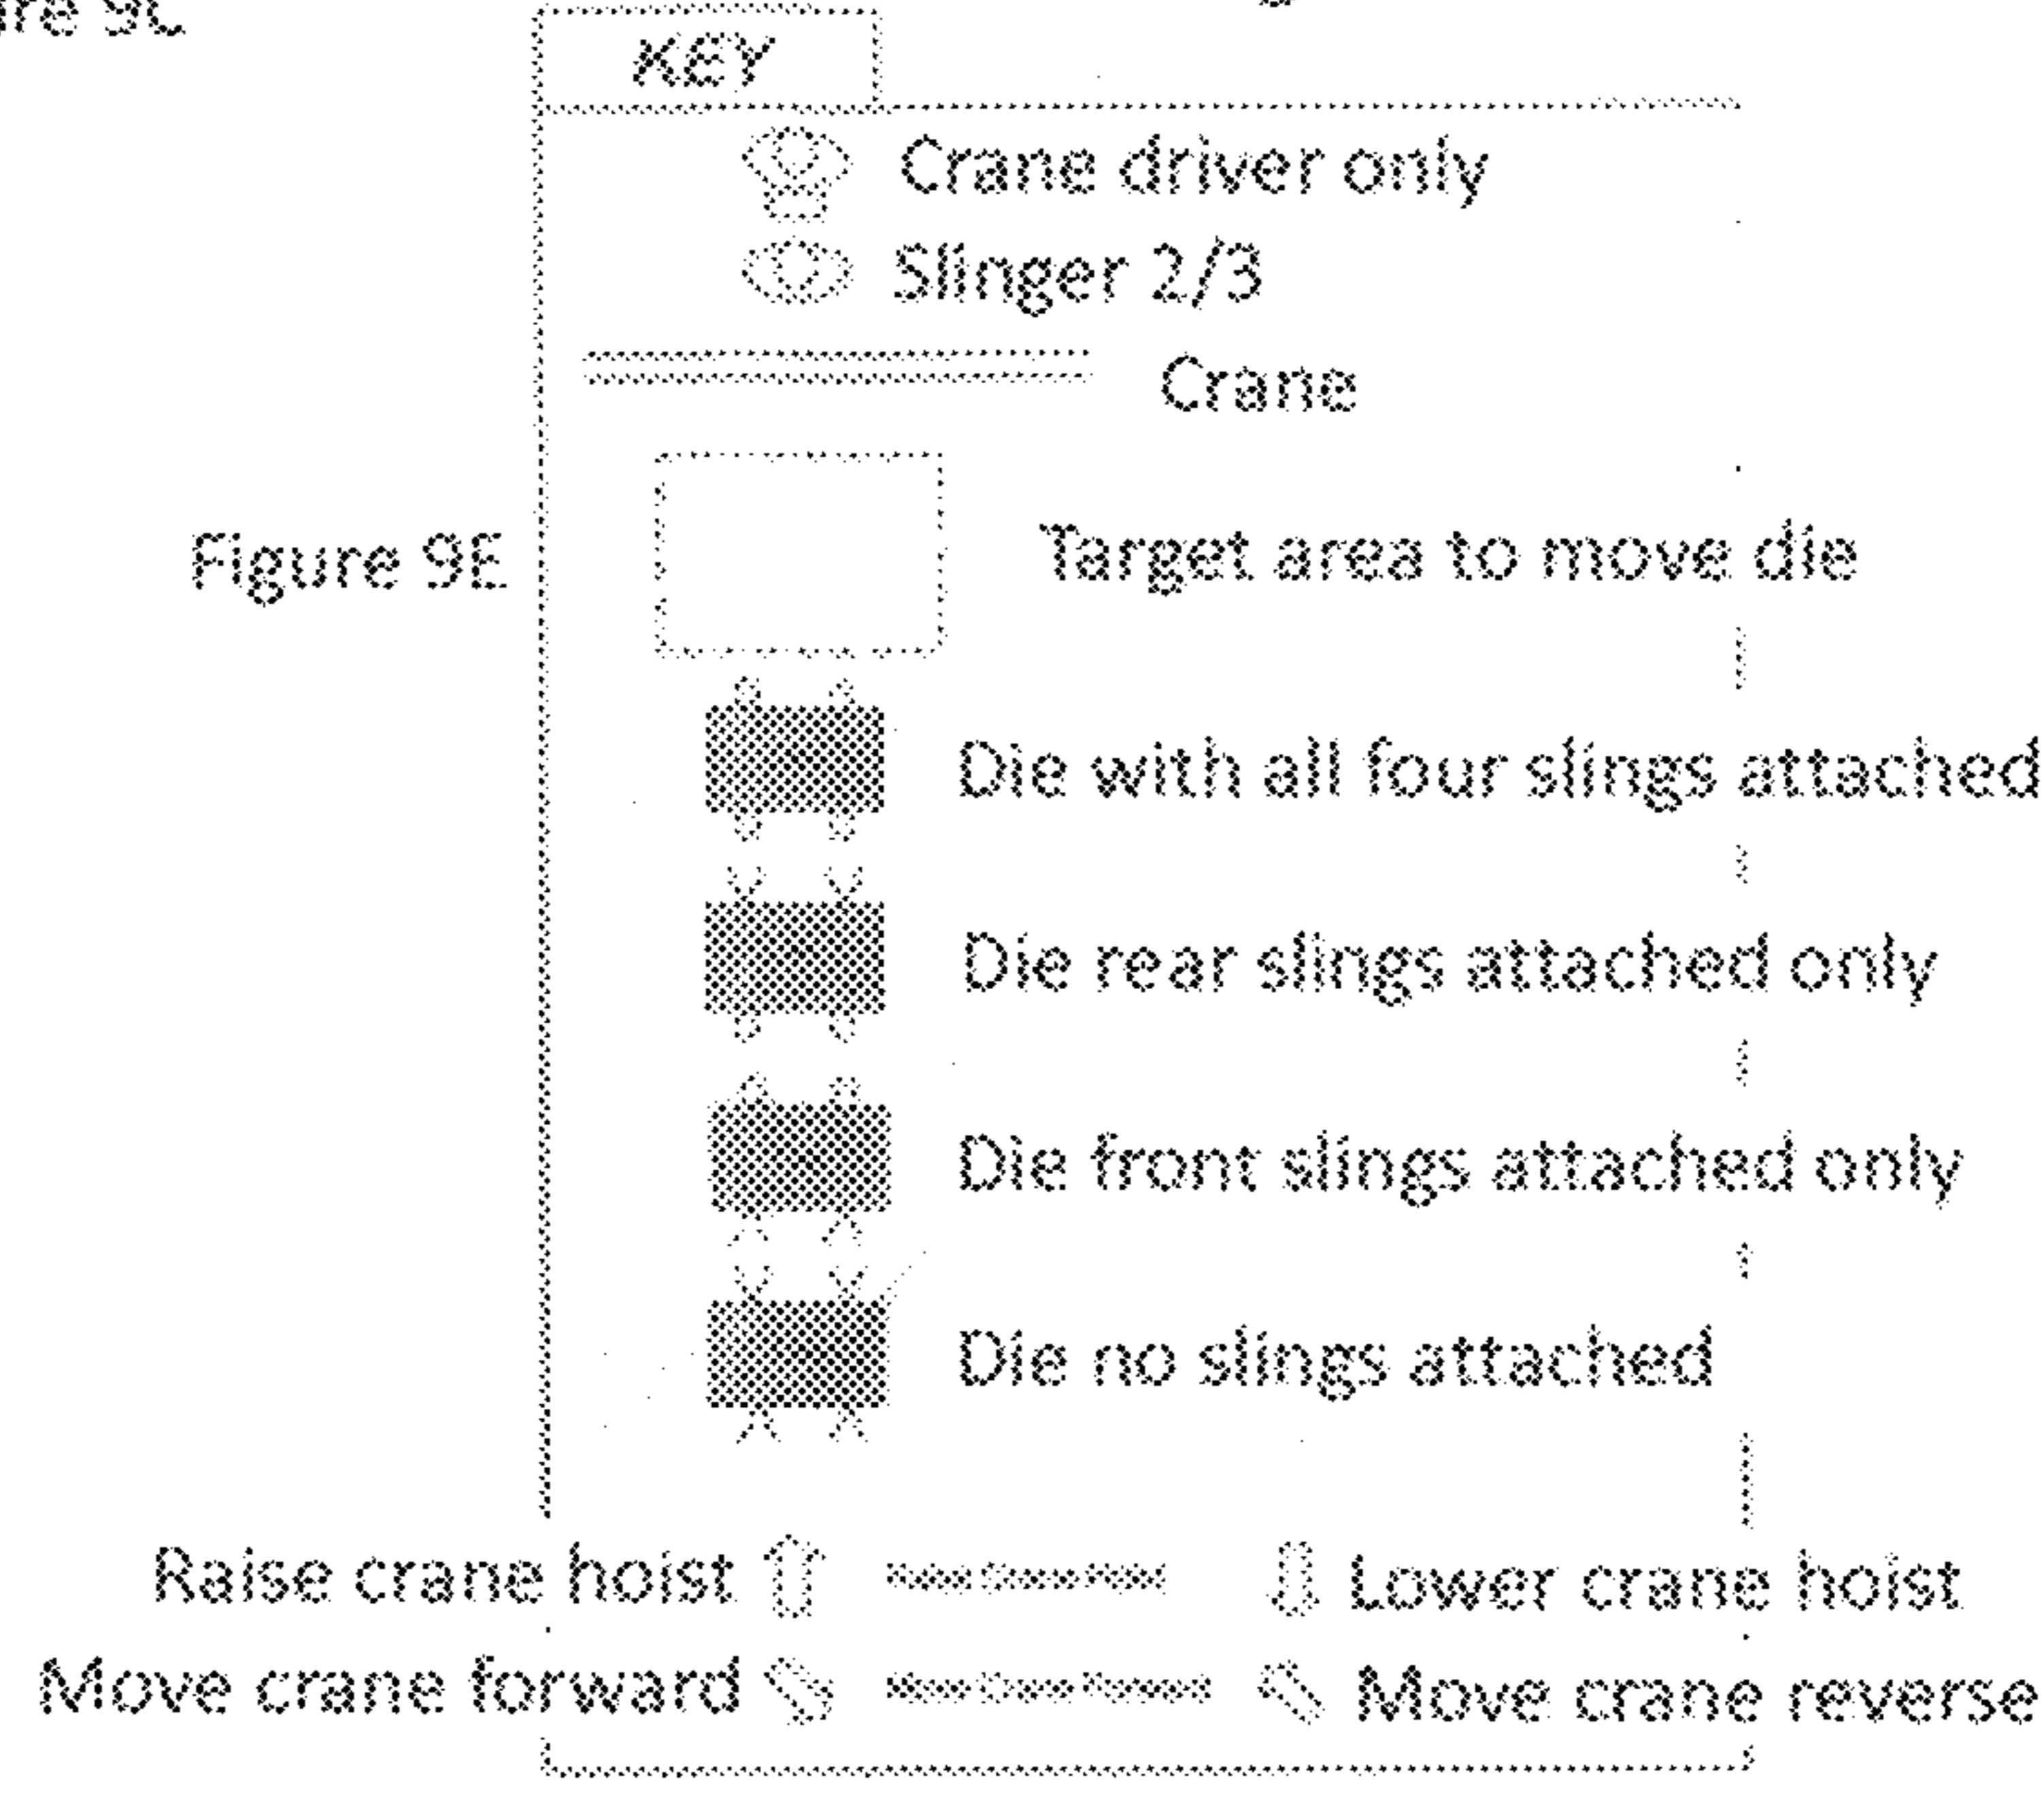 KEY
Crane driver only
Slinger 2/3
Crane
Figure 9E
Target area to move die
Die with all four slings attached
Die rear slings attached only
Die front slings attached only
Die no slings attached
Raise crane hoist Lower crane hoist
Move crane forward Move crane reverse